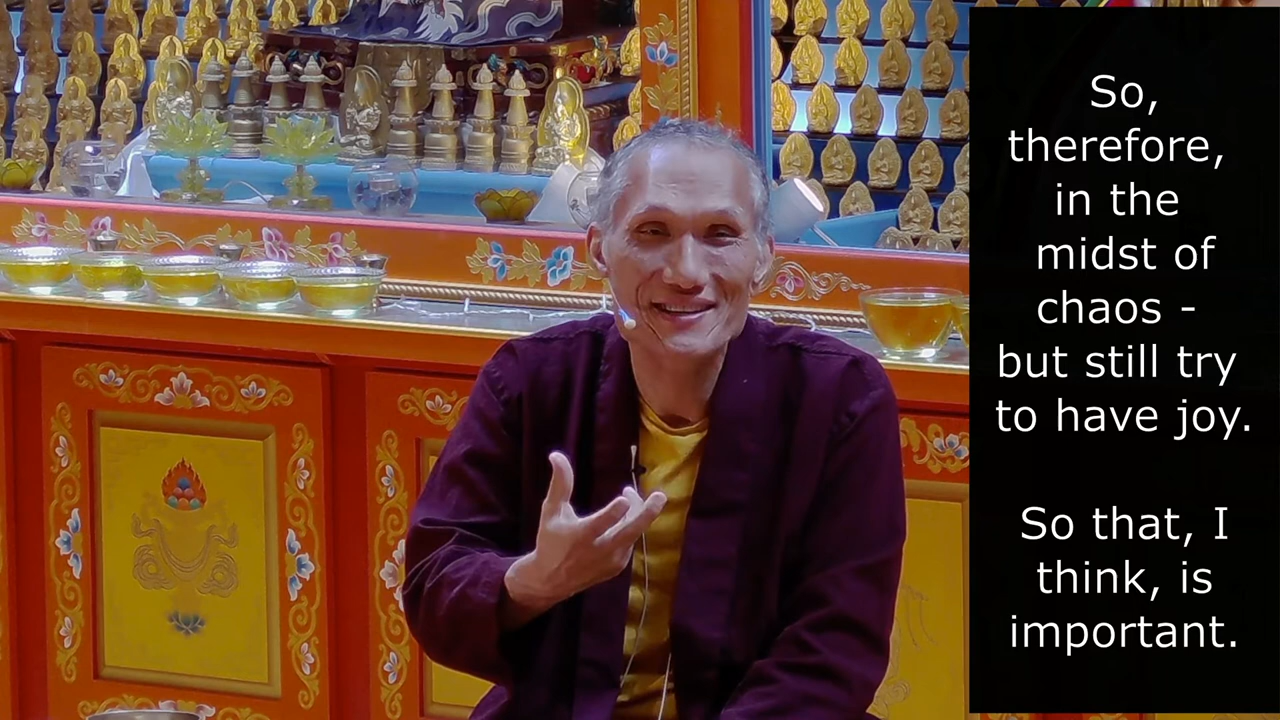 So,
therefore,
in the
midst of
chaos -
but still try
to have joy.
So that, I
think, is
important.